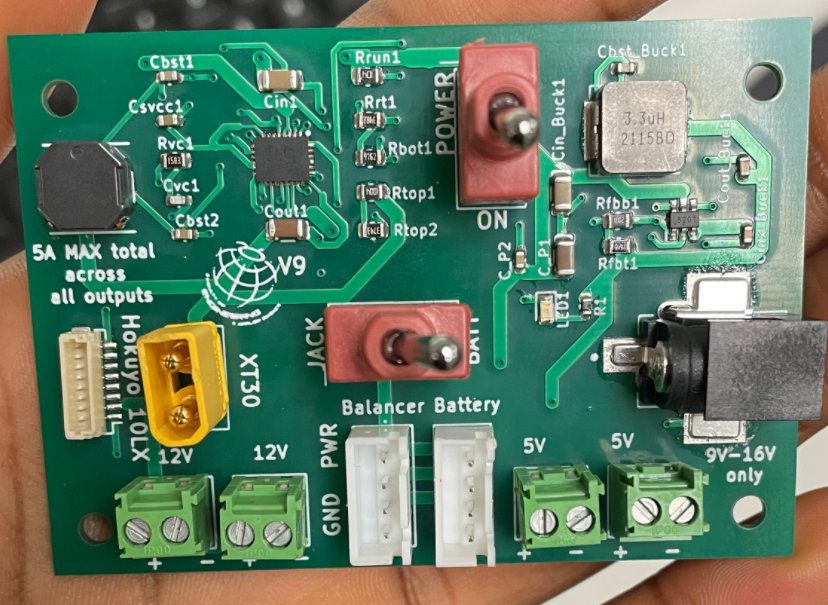 Cbst1
Csvcc1
Rvc1
Cvc1
Cbst2
Cin1
Cout1
Rrun1
Rrt1
Rbot1
Rtop1
Rtop2
POWER
ON
Cbst_Buck1
Cin_Buck1
3.3uH
2115BD
Cout_Buck1
Rfbb1
Rfbt1
C_P2
C_P1
LED1
R1
5A MAX total
across
all outputs
V9
JACK
BATT
Hokuyo 10LX
XT30
Balancer Battery
PWR
GND
12V
12V
5V
5V
9V-16V
only
+ -
+ -
+ -
+ -